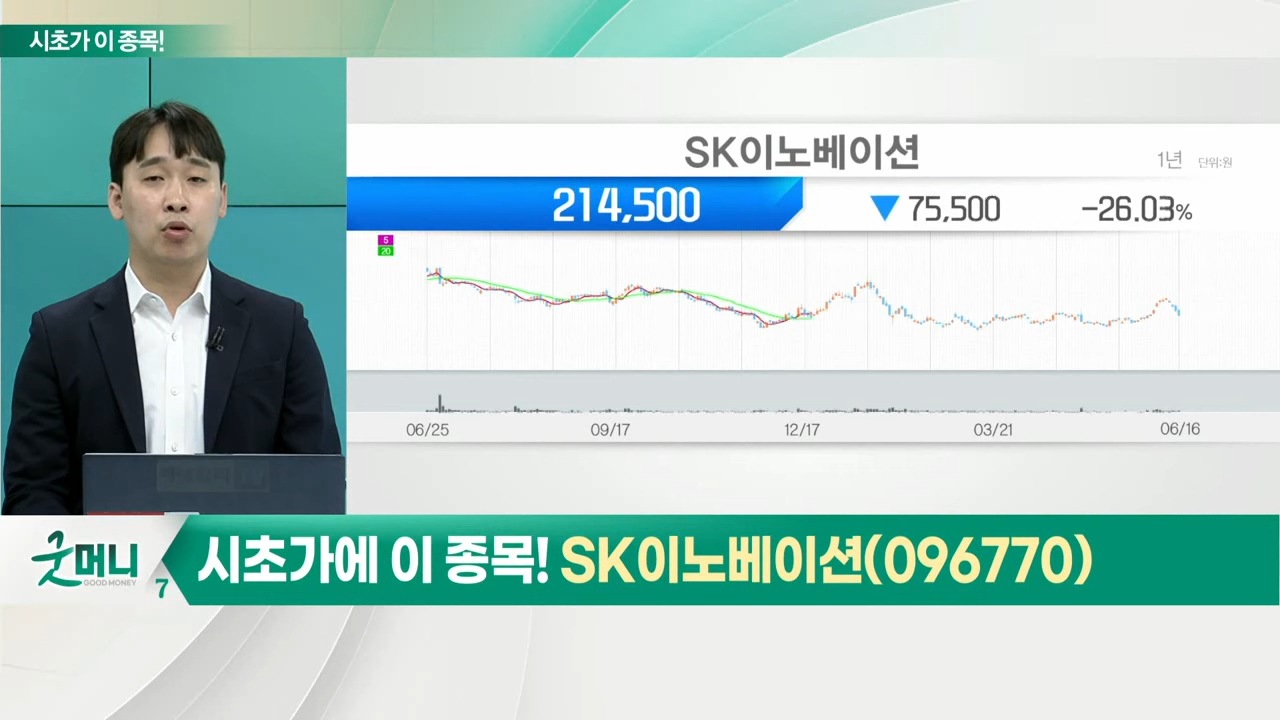 시초가 이 종목!
SK이노베이션
1년 단위:원
214,500 ▼ 75,500 -26.03%
5
20
06/25 09/17 12/17 03/21 06/16
굿머니
GOOD MONEY
7
시초가에 이 종목! SK이노베이션(096770)